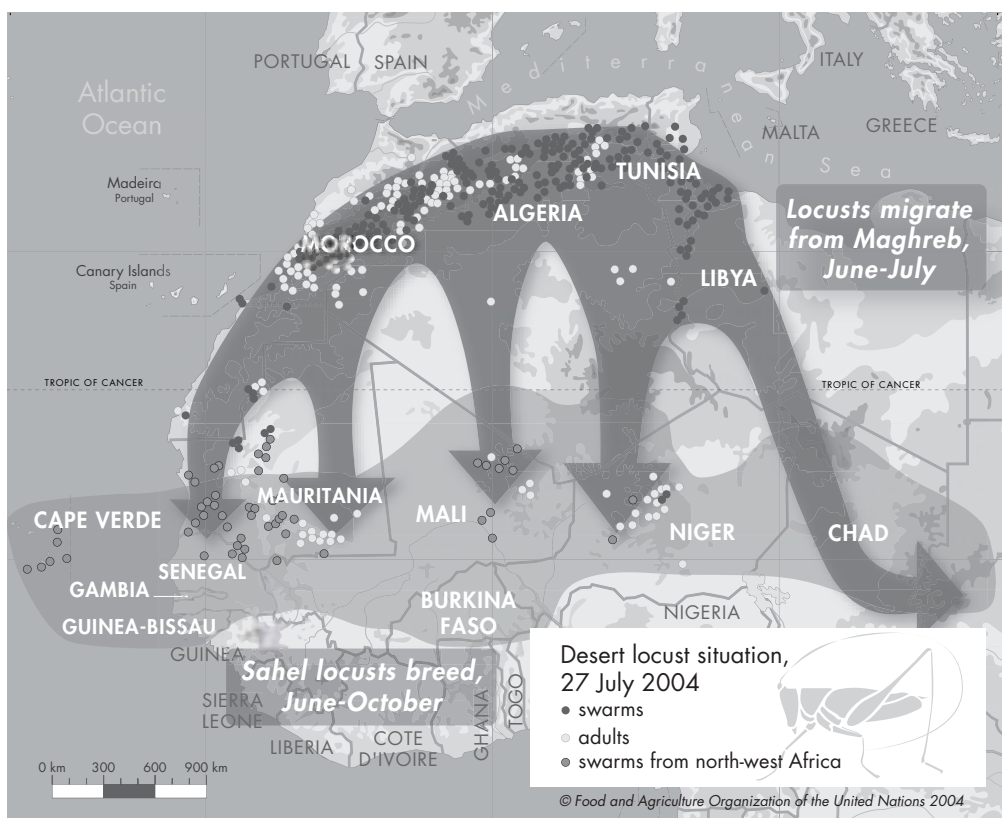 PORTUGAL
SPAIN
ITALY
Mediterranean Sea
Atlantic
Ocean
MALTA
GREECE
Madeira
Portugal
TUNISIA
ALGERIA
Locusts migrate
from Maghreb,
June-July
MOROCCO
Canary Islands
Spain
LIBYA
TROPIC OF CANCER
TROPIC OF CANCER
MAURITANIA
MALI
CAPE VERDE
NIGER
CHAD
SENEGAL
GAMBIA
BURKINA
FASO
NIGERIA
GUINEA-BISSAU
GUINEA
Sahel locusts breed,
June-October
SIERRA
LEONE
GHANA
TOGO
LIBERIA
COTE
D'IVOIRE
Desert locust situation,
27 July 2004
swarms
adults
swarms from north-west Africa
0 km 300 600 900 km
© Food and Agriculture Organization of the United Nations 2004